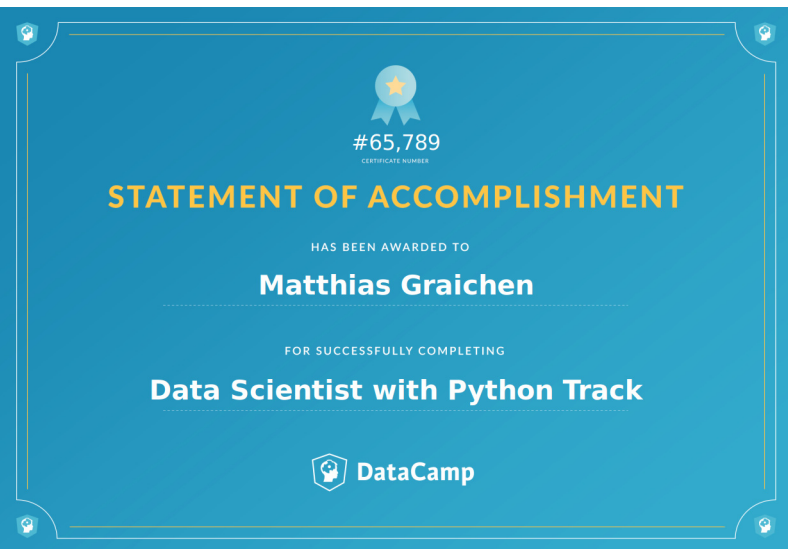 #65,789
CERTIFICATE NUMBER
STATEMENT OF ACCOMPLISHMENT
HAS BEEN AWARDED TO
Matthias Graichen
FOR SUCCESSFULLY COMPLETING
Data Scientist with Python Track
DataCamp